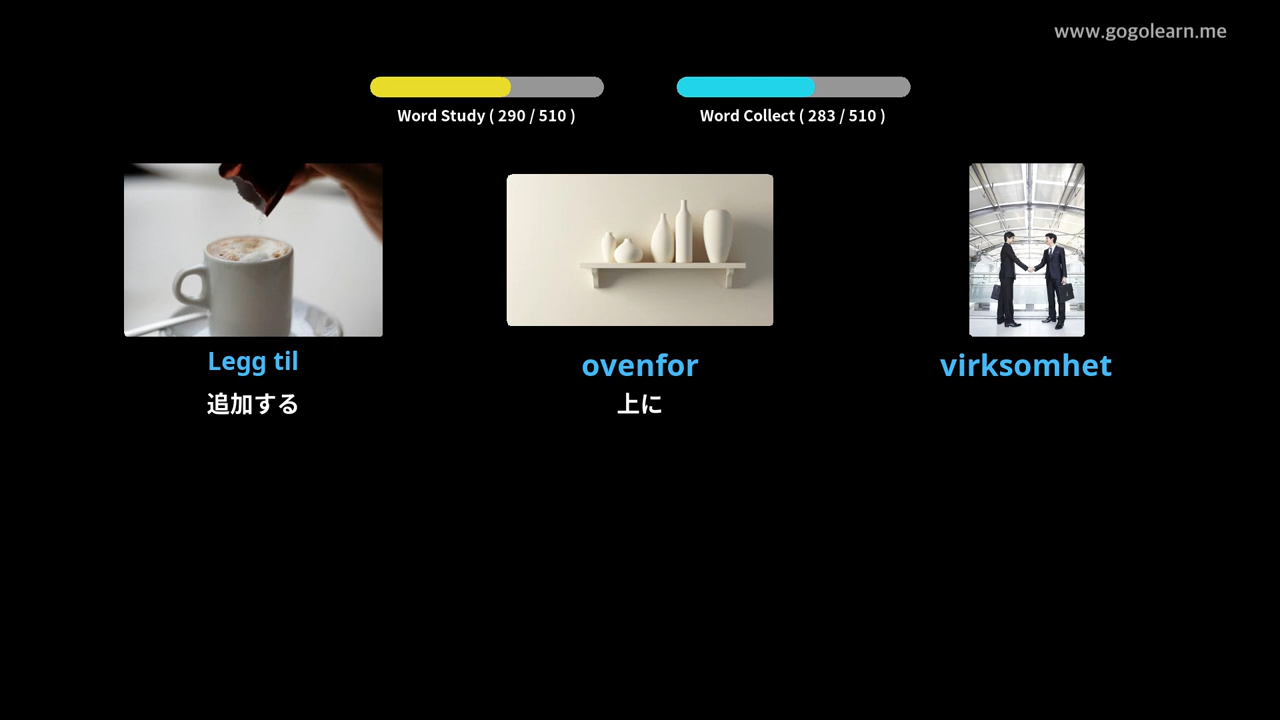 www.gogolearn.me
Word Study ( 290 / 510 )
Word Collect ( 283 / 510 )
Legg til
追加する
ovenfor
上に
virksomhet